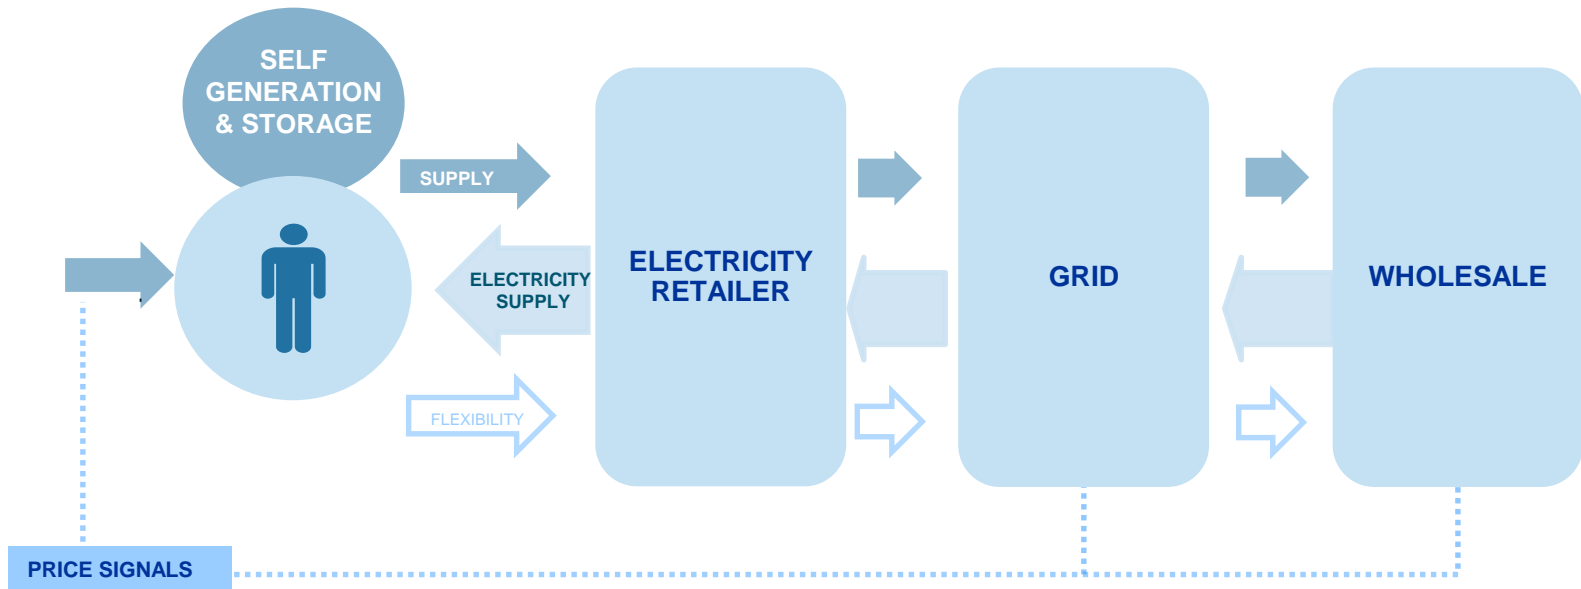 SELF
GENERATION
& STORAGE
SUPPLY
ELECTRICITY
SUPPLY
FLEXIBILITY
ELECTRICITY
RETAILER
GRID
WHOLESALE
PRICE SIGNALS